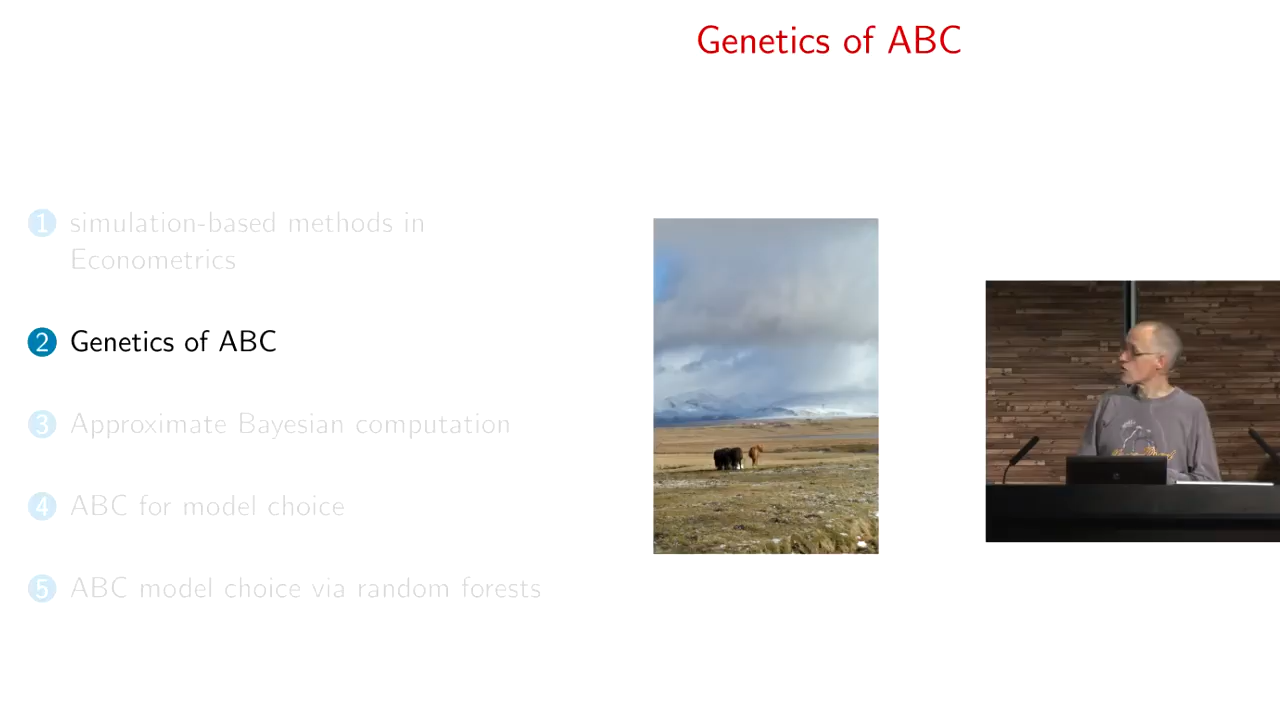 Genetics of ABC
1 simulation-based methods in
Econometrics
2 Genetics of ABC
3 Approximate Bayesian computation
4 ABC for model choice
5 ABC model choice via random forests